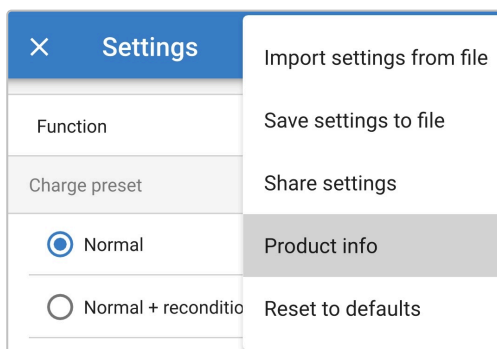 Settings
Function
Charge preset
Normal
Normal + reconditio
Import settings from file
Save settings to file
Share settings
Product info
Reset to defaults